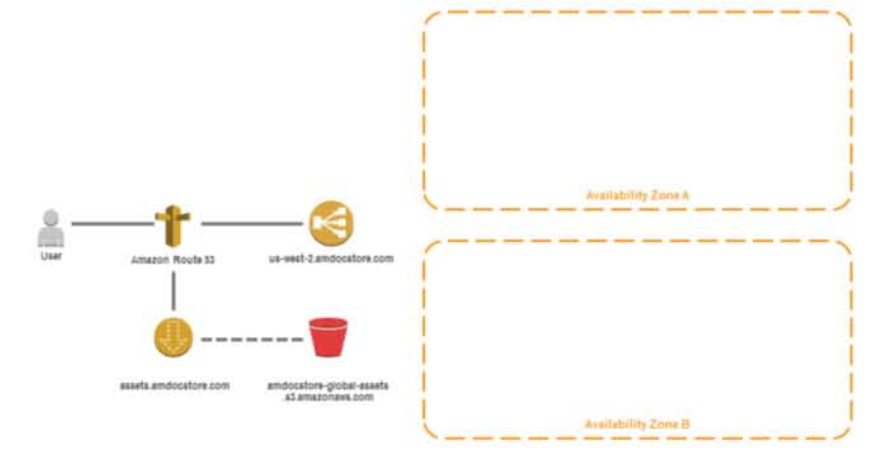 Availability Zone A
User
Amazon Route 53
us-west-2.amdocstore.com
assets.amdocstore.com
amdocstore-global-assets
.s3.amazonaws.com
Availability Zone B